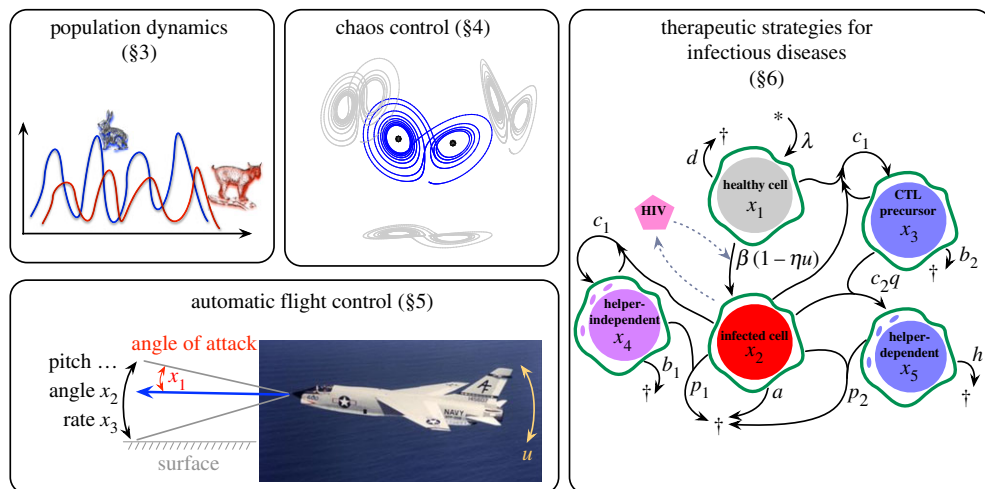 population dynamics
(§3)
chaos control (§4)
automatic flight control (§5)
angle of attack
pitch ...
angle x2
rate x3
x1
surface
NAVY
u
therapeutic strategies for
infectious diseases
(§6)
*
λ
†
d
healthy cell
x1
c1
CTL
precursor
x3
b2
†
HIV
β (1 – ηu)
c2q
c1
helper-
independent
x4
b1
†
infected cell
x2
helper-
dependent
x5
h
†
p1
a
p2
†